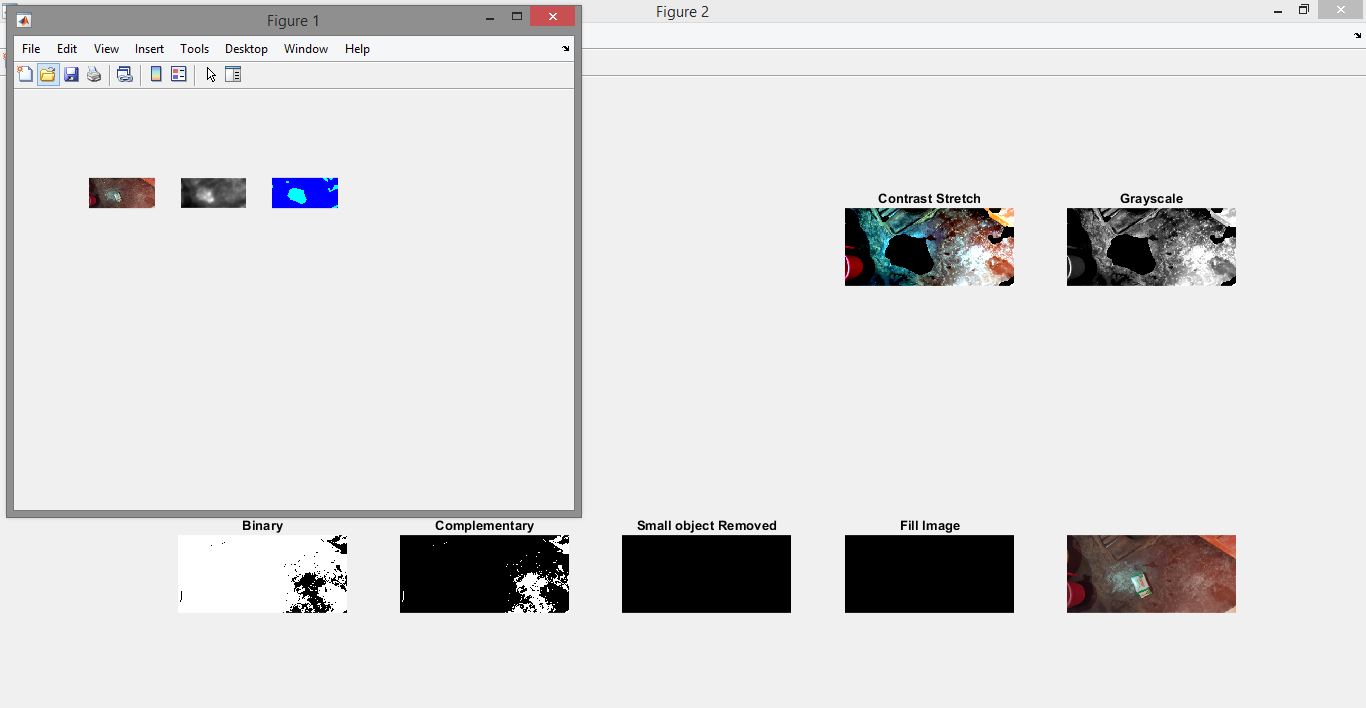 Figure 1
Figure 2
File Edit View Insert Tools Desktop Window Help
Contrast Stretch
Grayscale
Binary
Complementary
Small object Removed
Fill Image